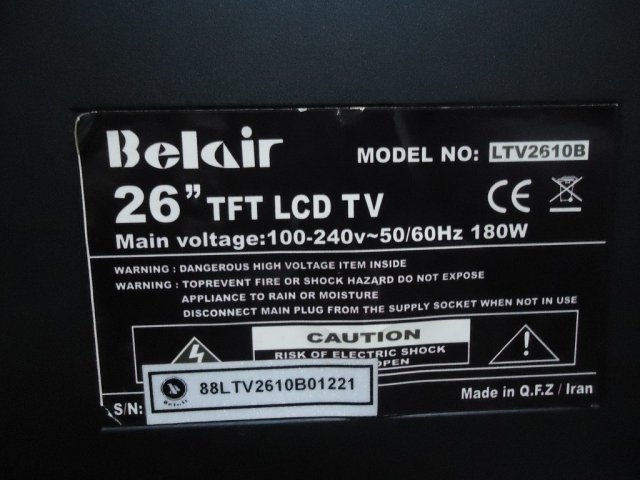 Belair
MODEL NO: LTV2610B
26" TFT LCD TV
CE
Main voltage:100-240v~50/60Hz 180W
WARNING : DANGEROUS HIGH VOLTAGE ITEM INSIDE
WARNING : TOPREVENT FIRE OR SHOCK HAZARD DO NOT EXPOSE
APPLIANCE TO RAIN OR MOISTURE
DISCONNECT MAIN PLUG FROM THE SUPPLY SOCKET WHEN NOT IN USE
CAUTION
RISK OF ELECTRIC SHOCK
OPEN
S/N:
Belair
88LTV2610B01221
Made in Q.F.Z / Iran